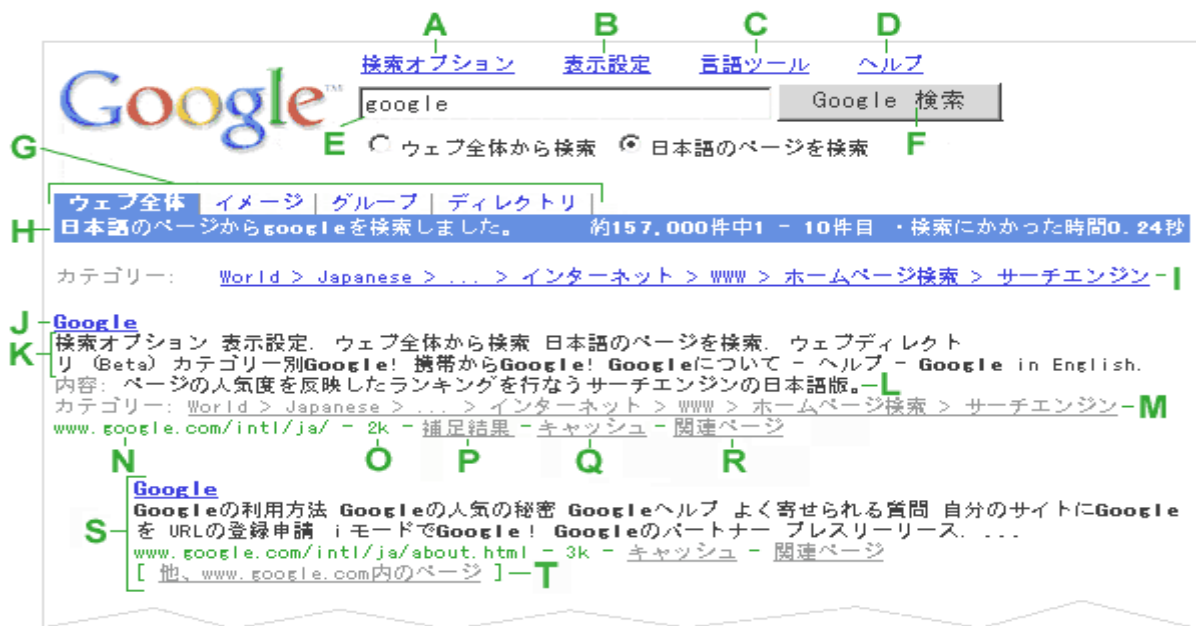 A B C D
検索オプション 表示設定 言語ツール ヘルプ
Google™
google Google 検索
E F
ウェブ全体から検索 日本語のページを検索
G
ウェブ全体 | イメージ | グループ | ディレクトリ |
H 日本語のページからgoogleを検索しました。 約157,000件中1 - 10件目 ・検索にかかった時間0.24秒
カテゴリー: World > Japanese > ... > インターネット > WWW > ホームページ検索 > サーチエンジン I
J Google
K 検索オプション 表示設定. ウェブ全体から検索 日本語のページを検索. ウェブディレクト
リ (Beta) カテゴリー別Google! 携帯からGoogle! Googleについて - ヘルプ - Google in English.
内容: ページの人気度を反映したランキングを行なうサーチエンジンの日本語版。 L
カテゴリー: World > Japanese > ... > インターネット > WWW > ホームページ検索 > サーチエンジン M
www.google.com/intl/ja/ - 2k - 補足結果 - キャッシュ - 関連ページ
N O P Q R
Google
Googleの利用方法 Googleの人気の秘密 Googleヘルプ よく寄せられる質問 自分のサイトにGoogle
S を URLの登録申請 iモードでGoogle! Googleのパートナー プレスリーリース. ...
www.google.com/intl/ja/about.html - 3k - キャッシュ - 関連ページ
[ 他、www.google.com内のページ ] T